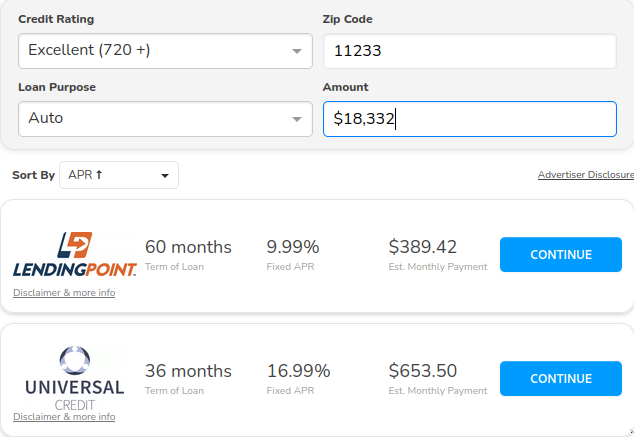 Credit Rating
Zip Code
Excellent (720 +)
11233
Loan Purpose
Amount
Auto
$18,332
Sort By
APR ↑
Advertiser Disclosure
LENDINGPOINT.
60 months
9.99%
$389.42
CONTINUE
Term of Loan
Fixed APR
Est. Monthly Payment
Disclaimer & more info
UNIVERSAL
CREDIT
36 months
16.99%
$653.50
CONTINUE
Term of Loan
Fixed APR
Est. Monthly Payment
Disclaimer & more info